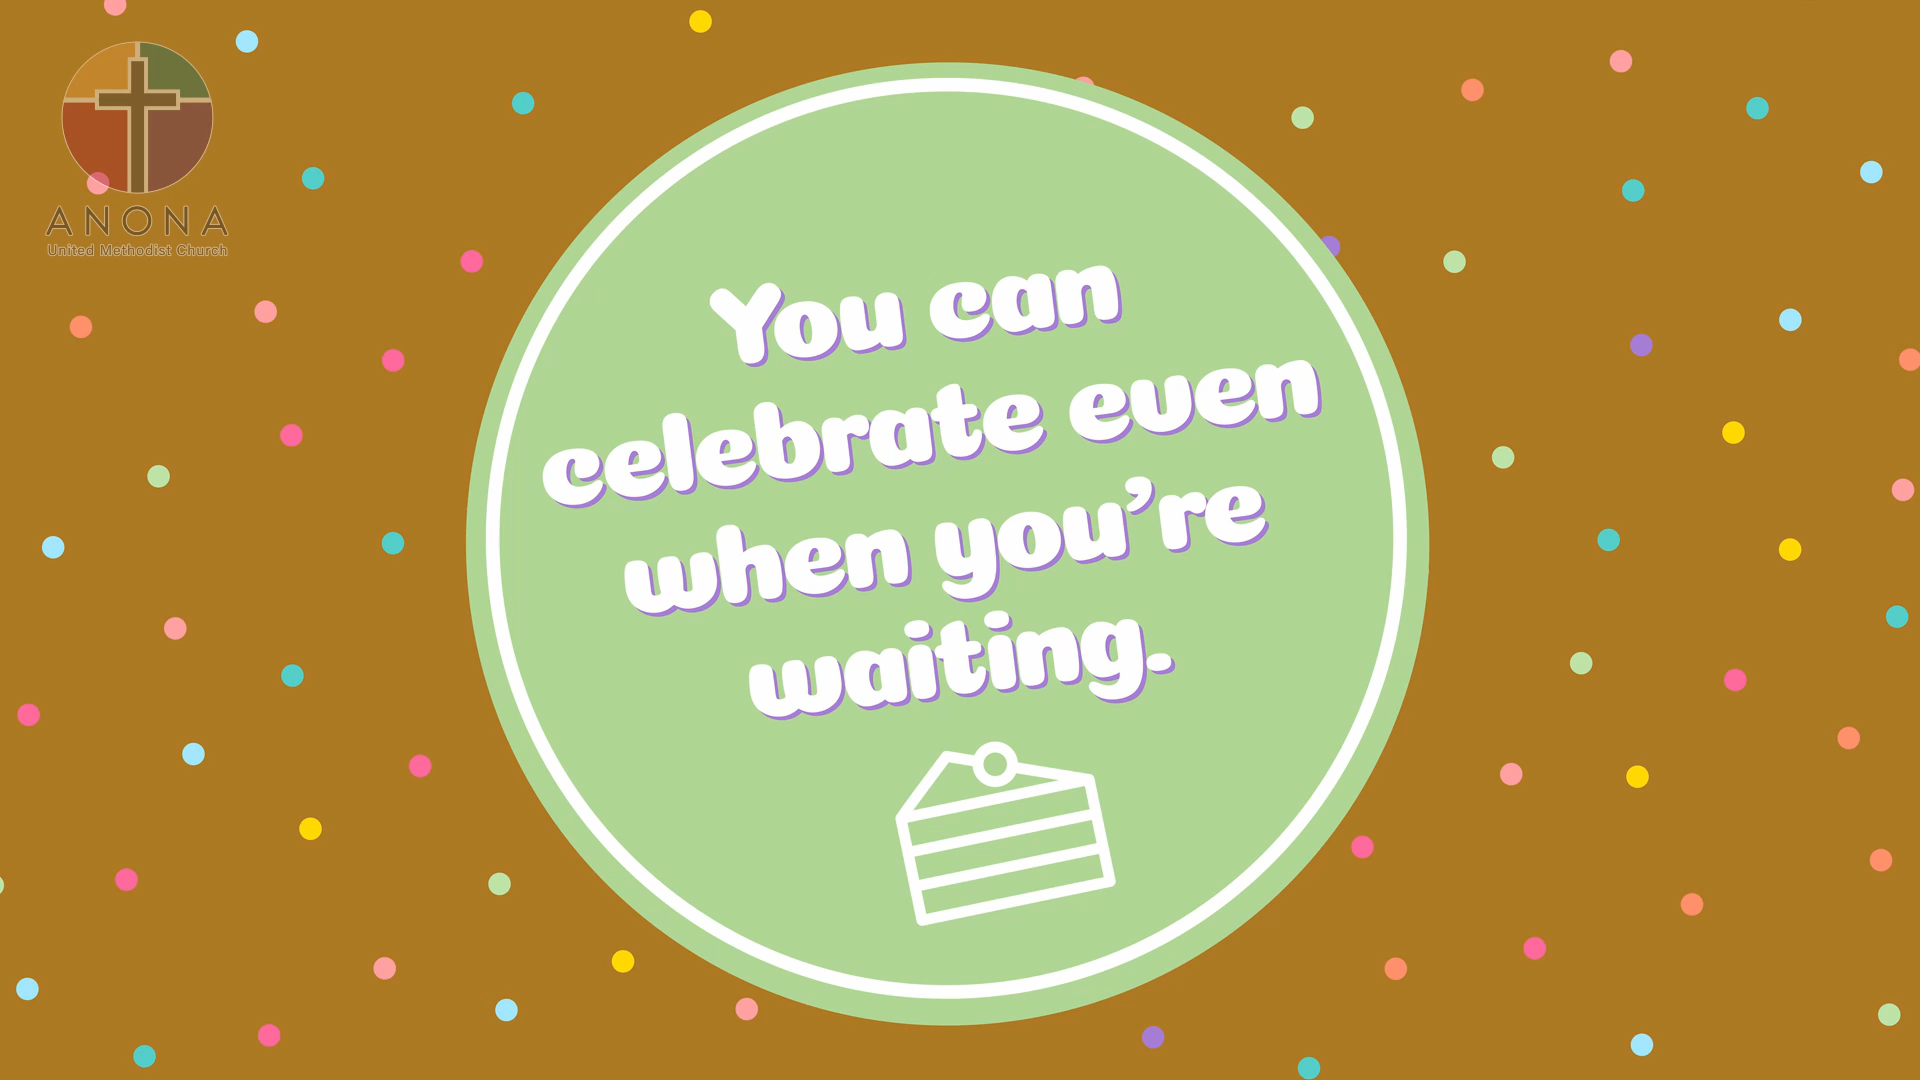 ANONA
United Methodist Church
You can
celebrate even
when you’re
waiting.